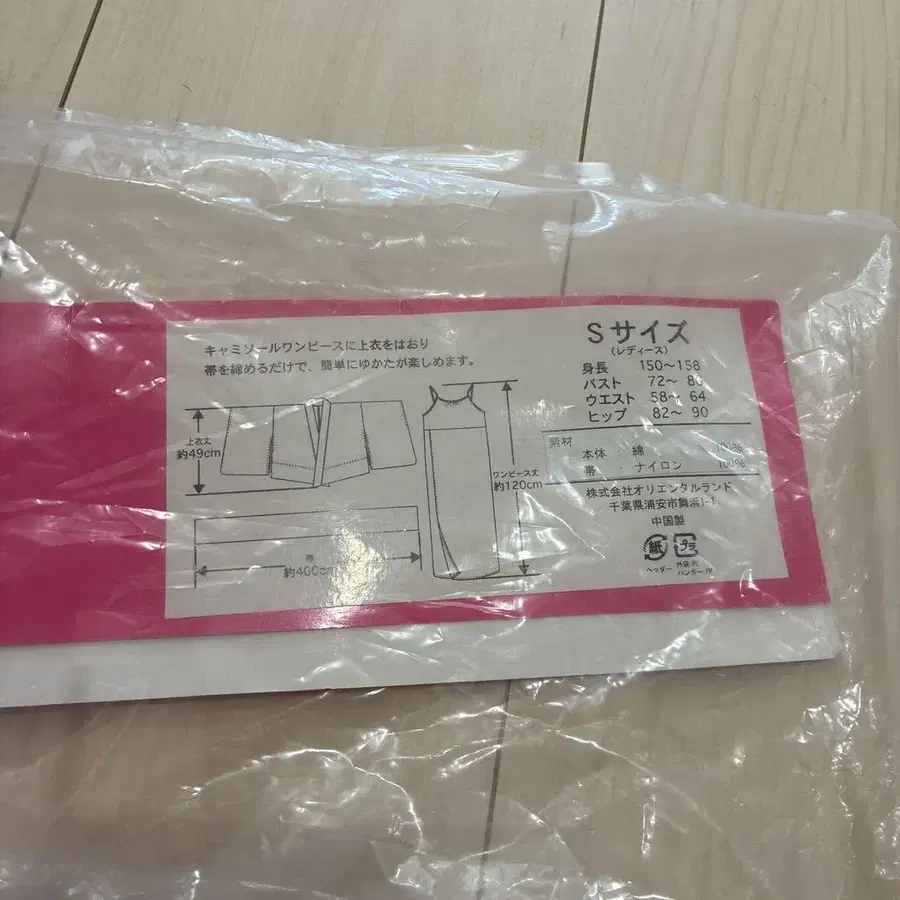 キャミソールワンピースに上衣をはおり
帯を締めるだけで、簡単にゆかたが楽しめます。
上衣丈
約49cm
帯
約400cm
ワンピース丈
約120cm
Sサイズ
(レディース)
身長 150〜158
バスト 72〜 80
ウエスト 58〜 64
ヒップ 82〜 90
素材
本体 : 綿 100%
帯 : ナイロン 100%
株式会社オリエンタルランド
千葉県浦安市舞浜1-1
中国製
紙
プラ
ヘッダー
外袋:PE
ハンガー:PP